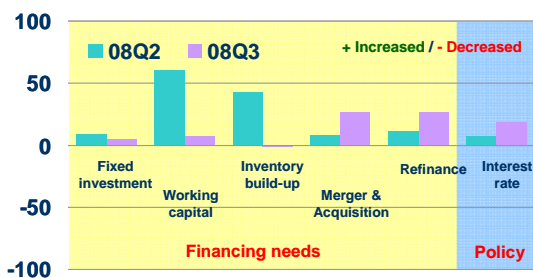 100
08Q2 08Q3
+ Increased / - Decreased
50
0
Fixed
investment
Working
capital
Inventory
build-up
Merger &
Acquisition
Refinance
Interest
rate
-50
-100
Financing needs
Policy